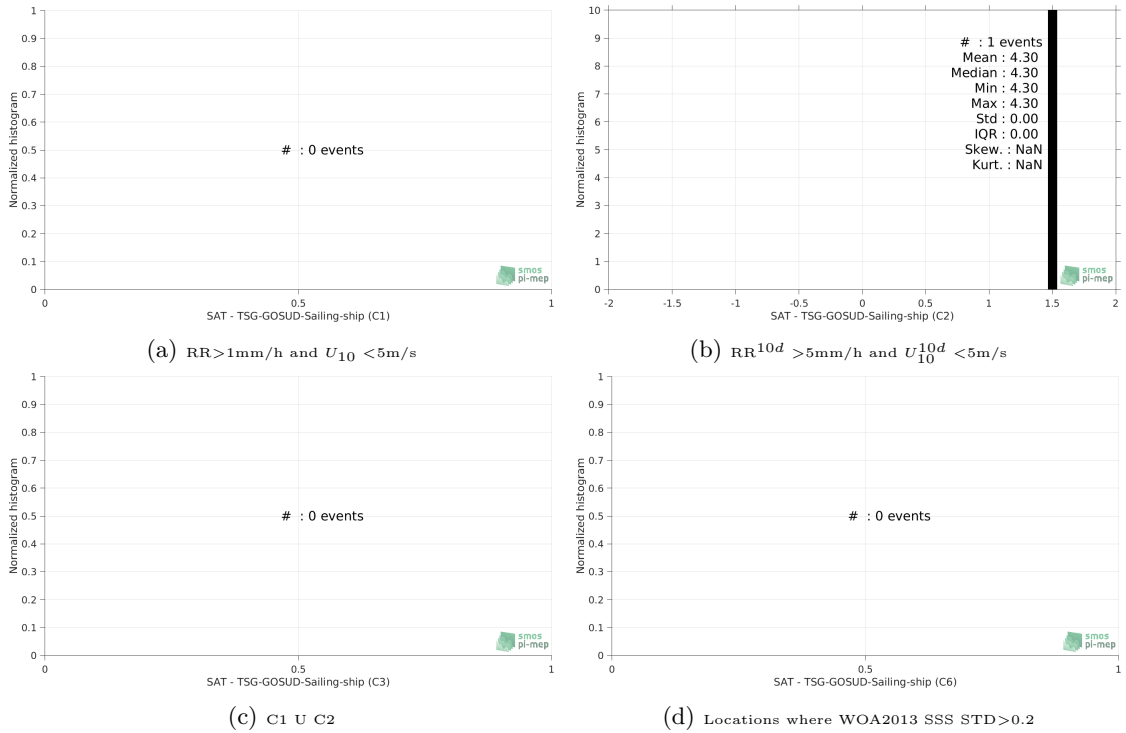 1
0.9
0.8
0.7
0.6
0.5
0.4
0.3
0.2
0.1
0
Normalized histogram
# : 0 events
smos
pi-mep
0 0.5 1
SAT - TSG-GOSUD-Sailing-ship (C1)
(a) RR>1mm/h and U10 <5m/s
10
9
8
7
6
5
4
3
2
1
0
Normalized histogram
# : 1 events
Mean : 4.30
Median : 4.30
Min : 4.30
Max : 4.30
Std : 0.00
IQR : 0.00
Skew. : NaN
Kurt. : NaN
smos
pi-mep
-2 -1.5 -1 -0.5 0 0.5 1 1.5 2
SAT - TSG-GOSUD-Sailing-ship (C2)
(b) RR^10d >5mm/h and U10^10d <5m/s
1
0.9
0.8
0.7
0.6
0.5
0.4
0.3
0.2
0.1
0
Normalized histogram
# : 0 events
smos
pi-mep
0 0.5 1
SAT - TSG-GOSUD-Sailing-ship (C3)
(c) C1 U C2
1
0.9
0.8
0.7
0.6
0.5
0.4
0.3
0.2
0.1
0
Normalized histogram
# : 0 events
smos
pi-mep
0 0.5 1
SAT - TSG-GOSUD-Sailing-ship (C6)
(d) Locations where WOA2013 SSS STD>0.2